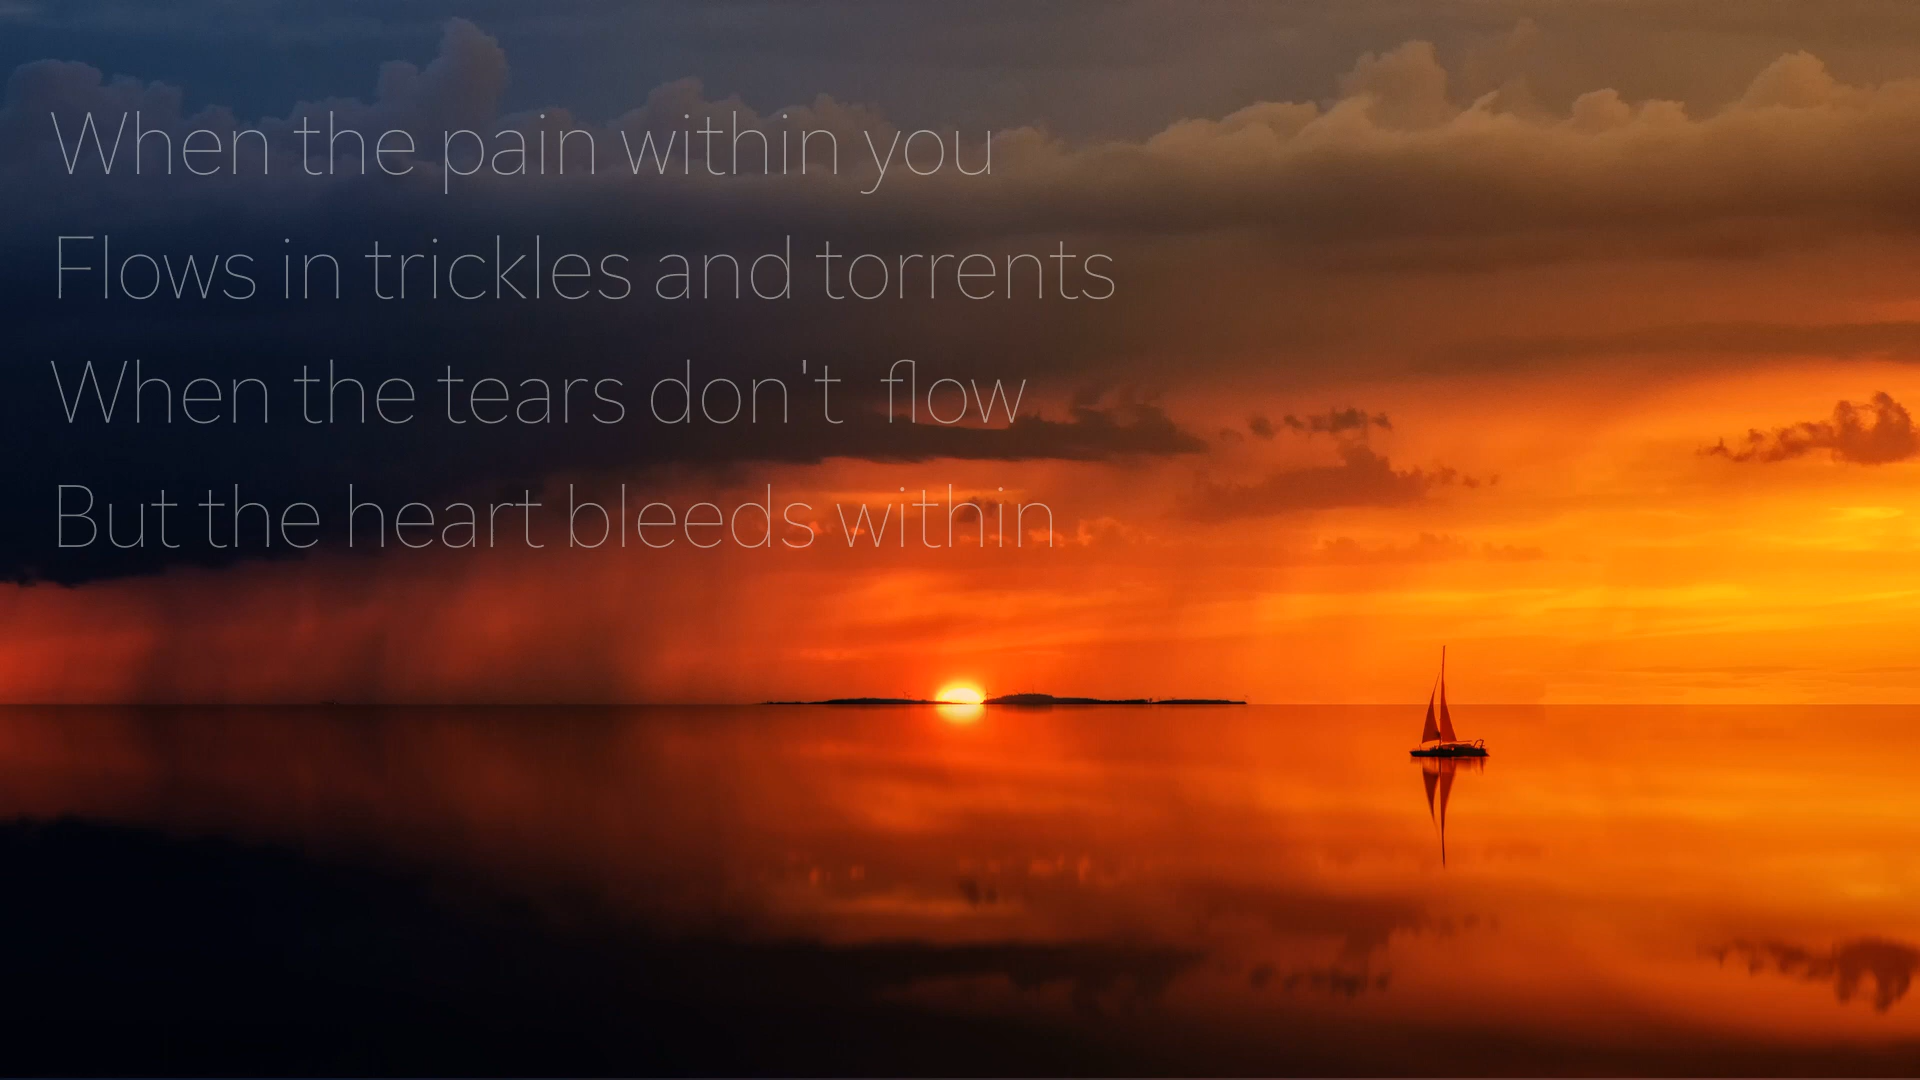 When the pain within you
Flows in trickles and torrents
When the tears don't  flow
But the heart bleeds within